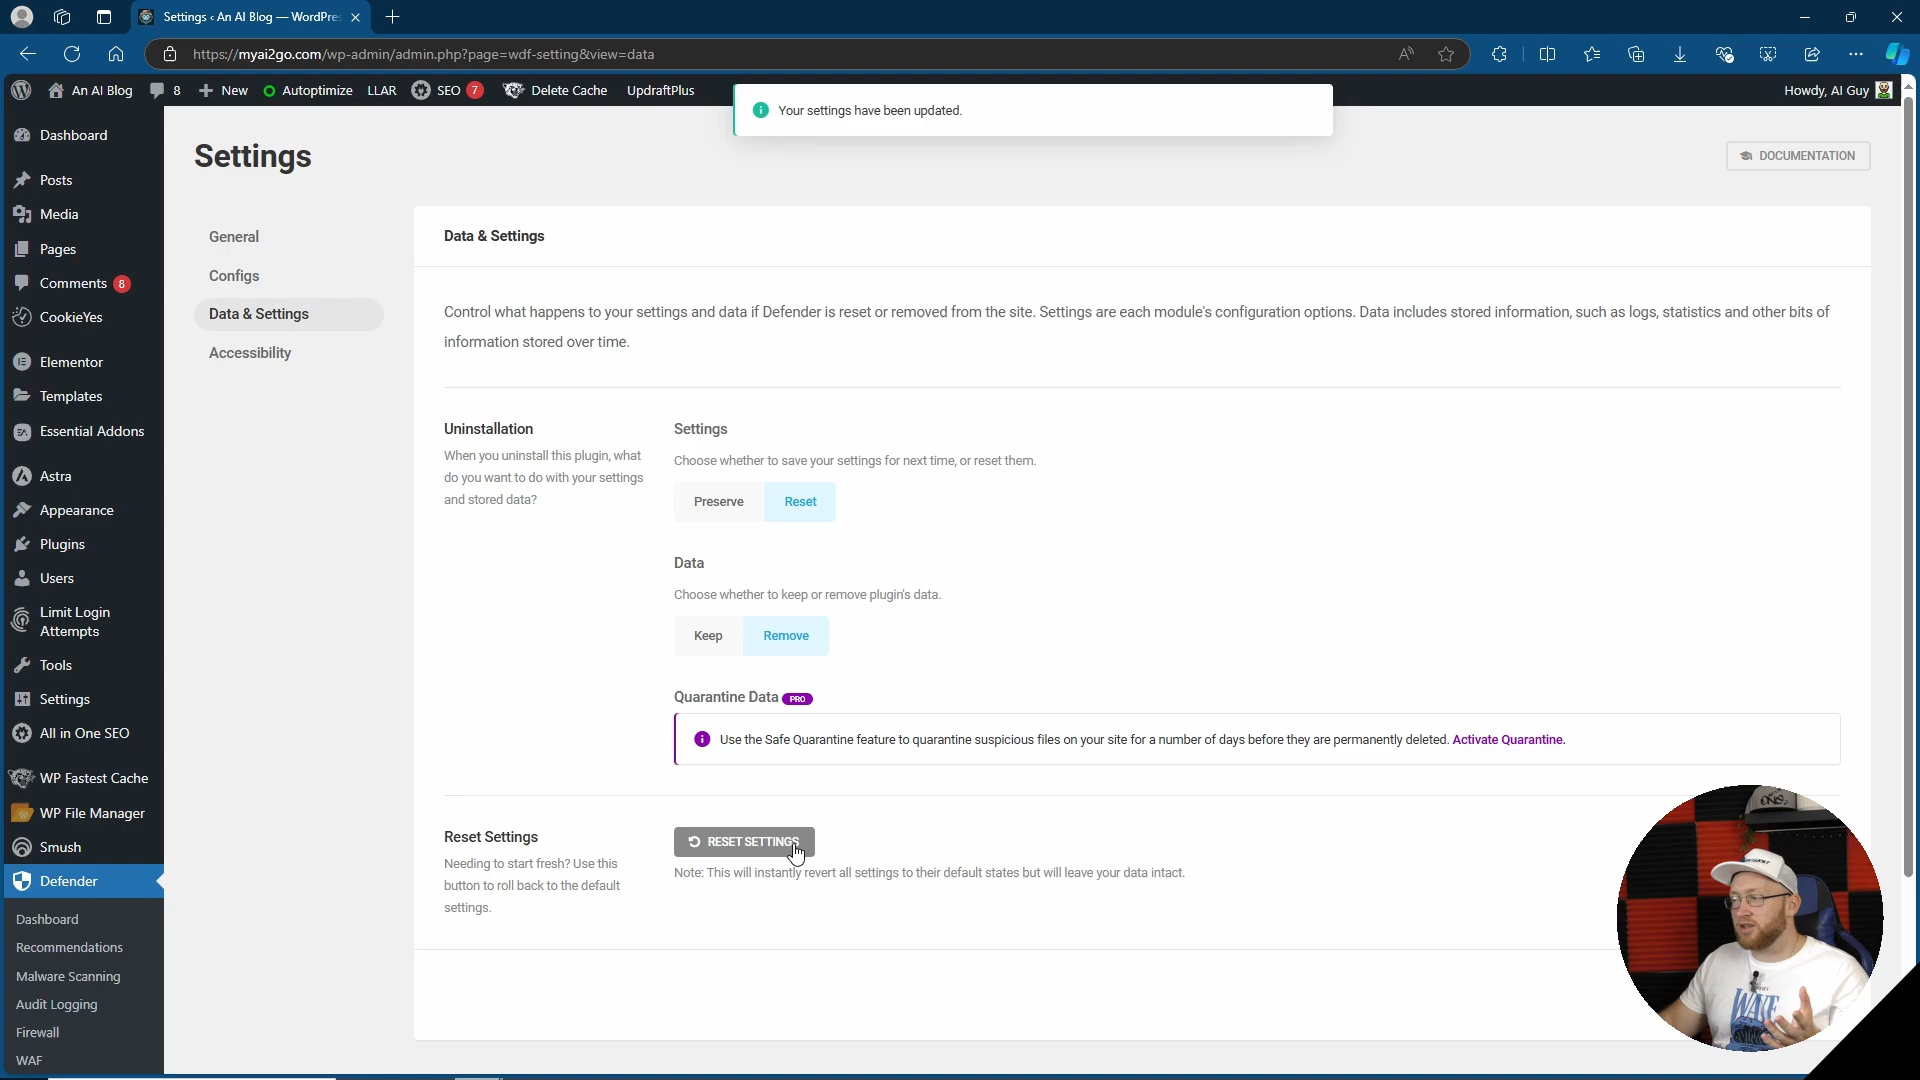 Settings ‹ An AI Blog — WordPres
https://myai2go.com/wp-admin/admin.php?page=wdf-setting&view=data
An AI Blog
8
New
Autoptimize
LLAR
SEO
7
Delete Cache
UpdraftPlus
Howdy, AI Guy
Your settings have been updated.
Settings
DOCUMENTATION
Dashboard
Posts
Media
Pages
Comments 8
CookieYes
Elementor
Templates
Essential Addons
Astra
Appearance
Plugins
Users
Limit Login
Attempts
Tools
Settings
All in One SEO
WP Fastest Cache
WP File Manager
Smush
Defender
Dashboard
Recommendations
Malware Scanning
Audit Logging
Firewall
WAF
General
Configs
Data & Settings
Accessibility
Data & Settings
Control what happens to your settings and data if Defender is reset or removed from the site. Settings are each module's configuration options. Data includes stored information, such as logs, statistics and other bits of
information stored over time.
Uninstallation
When you uninstall this plugin, what
do you want to do with your settings
and stored data?
Settings
Choose whether to save your settings for next time, or reset them.
Preserve
Reset
Data
Choose whether to keep or remove plugin's data.
Keep
Remove
Quarantine Data PRO
Use the Safe Quarantine feature to quarantine suspicious files on your site for a number of days before they are permanently deleted. Activate Quarantine.
Reset Settings
Needing to start fresh? Use this
button to roll back to the default
settings.
RESET SETTINGS
Note: This will instantly revert all settings to their default states but will leave your data intact.